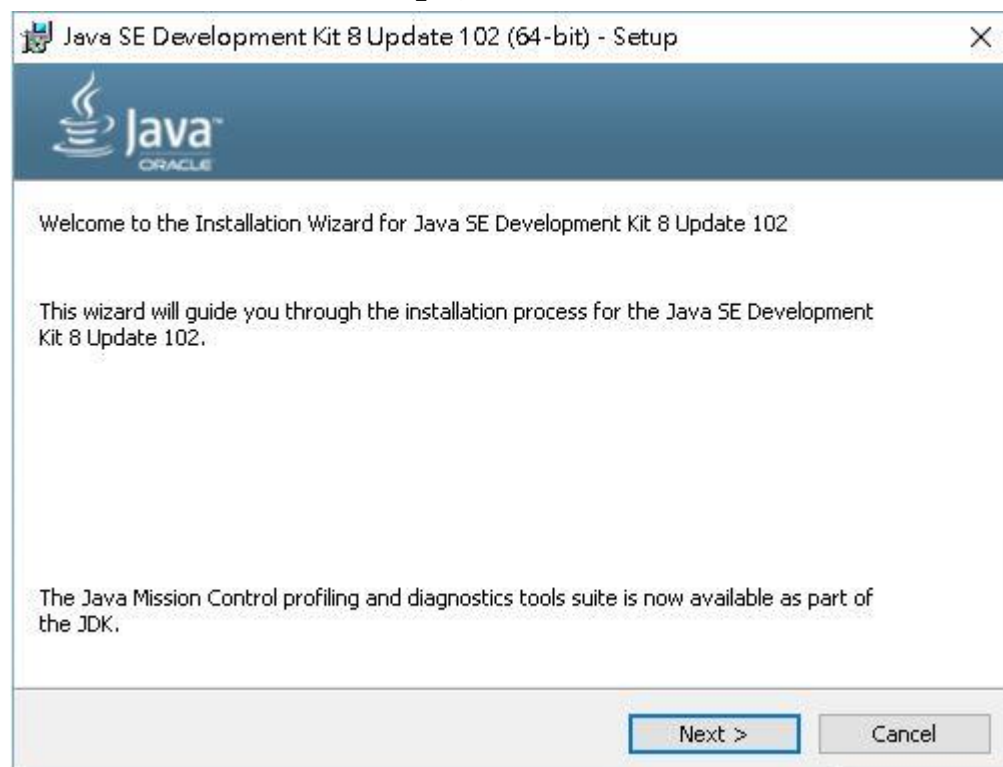 Java SE Development Kit 8 Update 102 (64-bit) - Setup
Java™
ORACLE
Welcome to the Installation Wizard for Java SE Development Kit 8 Update 102
This wizard will guide you through the installation process for the Java SE Development
Kit 8 Update 102.
The Java Mission Control profiling and diagnostics tools suite is now available as part of
the JDK.
Next > Cancel